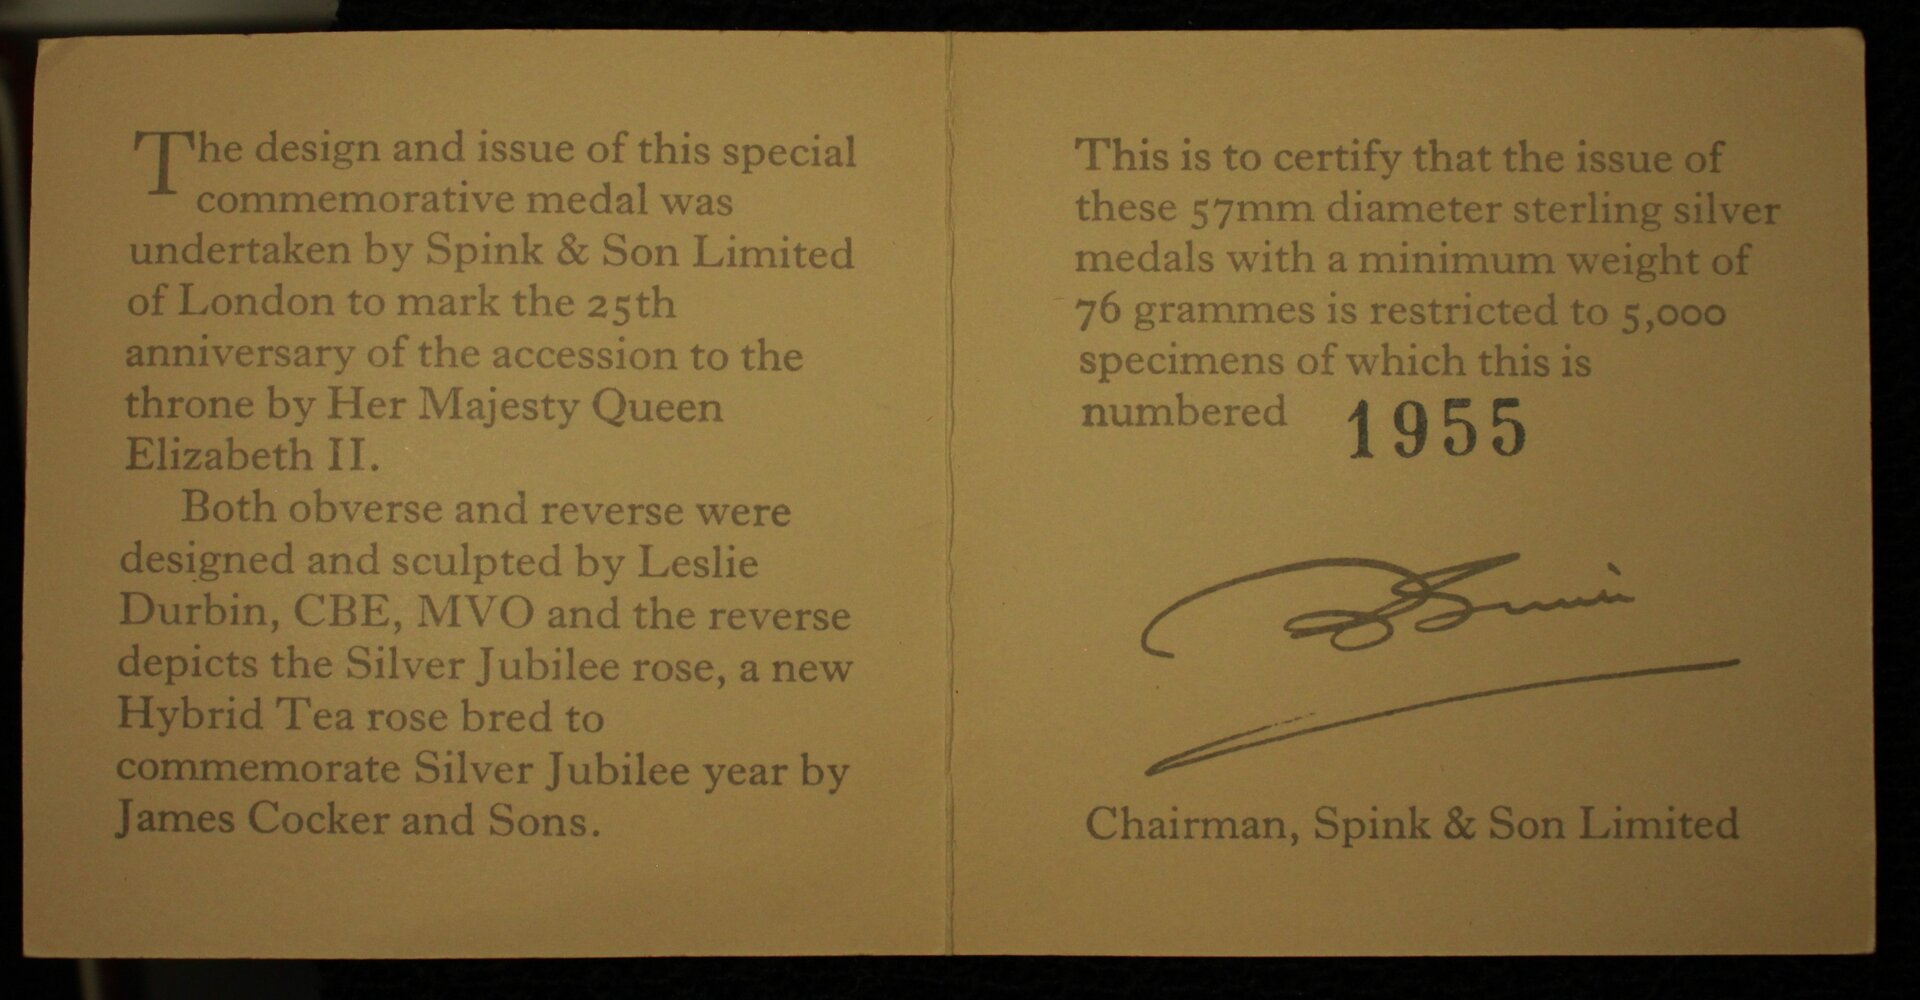 The design and issue of this special
commemorative medal was
undertaken by Spink & Son Limited
of London to mark the 25th
anniversary of the accession to the
throne by Her Majesty Queen
Elizabeth II.
Both obverse and reverse were
designed and sculpted by Leslie
Durbin, CBE, MVO and the reverse
depicts the Silver Jubilee rose, a new
Hybrid Tea rose bred to
commemorate Silver Jubilee year by
James Cocker and Sons.
This is to certify that the issue of
these 57mm diameter sterling silver
medals with a minimum weight of
76 grammes is restricted to 5,000
specimens of which this is
numbered 1955
Chairman, Spink & Son Limited